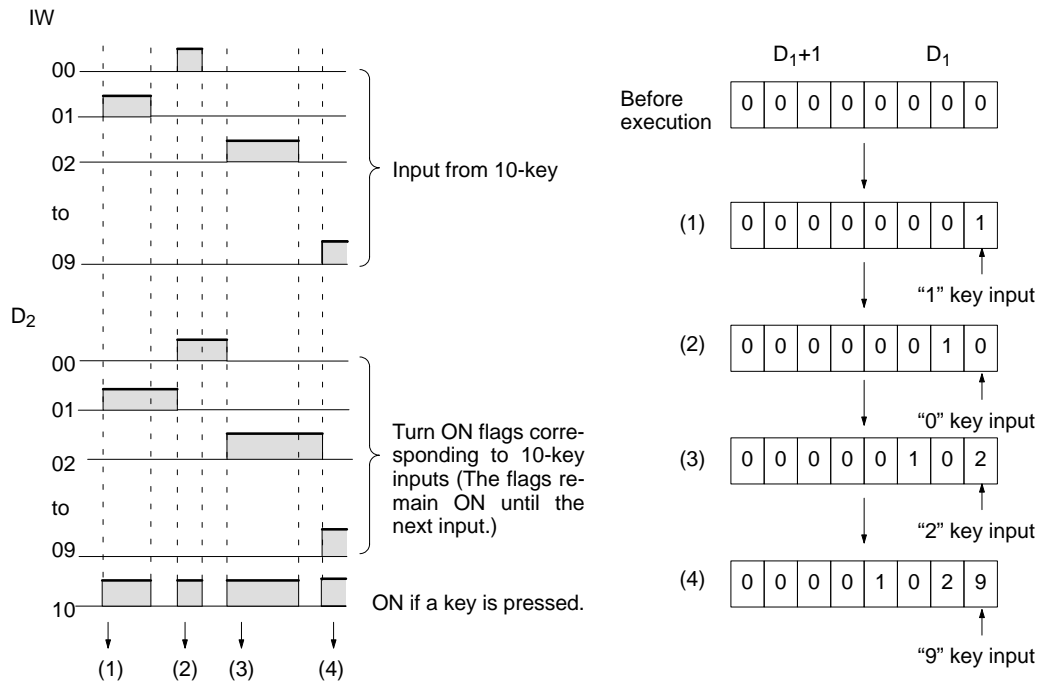 IW
00
01
02
to
09
Input from 10-key
D2
00
01
02
to
09
10
Turn ON flags corre-
sponding to 10-key
inputs (The flags re-
main ON until the
next input.)
ON if a key is pressed.
(1) (2) (3) (4)
D1+1 D1
Before
execution
0 0 0 0 0 0 0 0
(1) 0 0 0 0 0 0 0 1
“1” key input
(2) 0 0 0 0 0 0 1 0
“0” key input
(3) 0 0 0 0 0 1 0 2
“2” key input
(4) 0 0 0 0 1 0 2 9
“9” key input